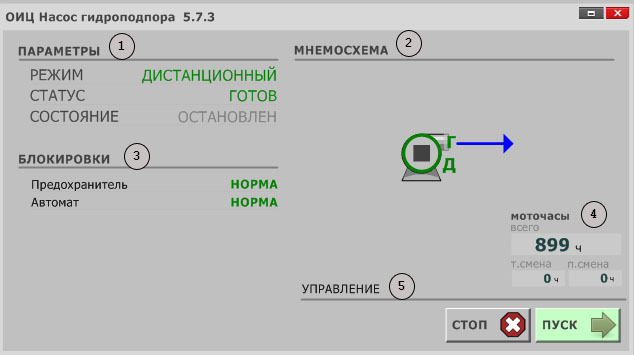 ОИЦ Насос гидроподпора 5.7.3
ПАРАМЕТРЫ 1
РЕЖИМ ДИСТАНЦИОННЫЙ
СТАТУС ГОТОВ
СОСТОЯНИЕ ОСТАНОВЛЕН
БЛОКИРОВКИ 3
Предохранитель НОРМА
Автомат НОРМА
МНЕМОСХЕМА 2
Г
Д
моточасы 4
всего
899 ч
т.смена п.смена
0 ч 0 ч
УПРАВЛЕНИЕ 5
СТОП ПУСК